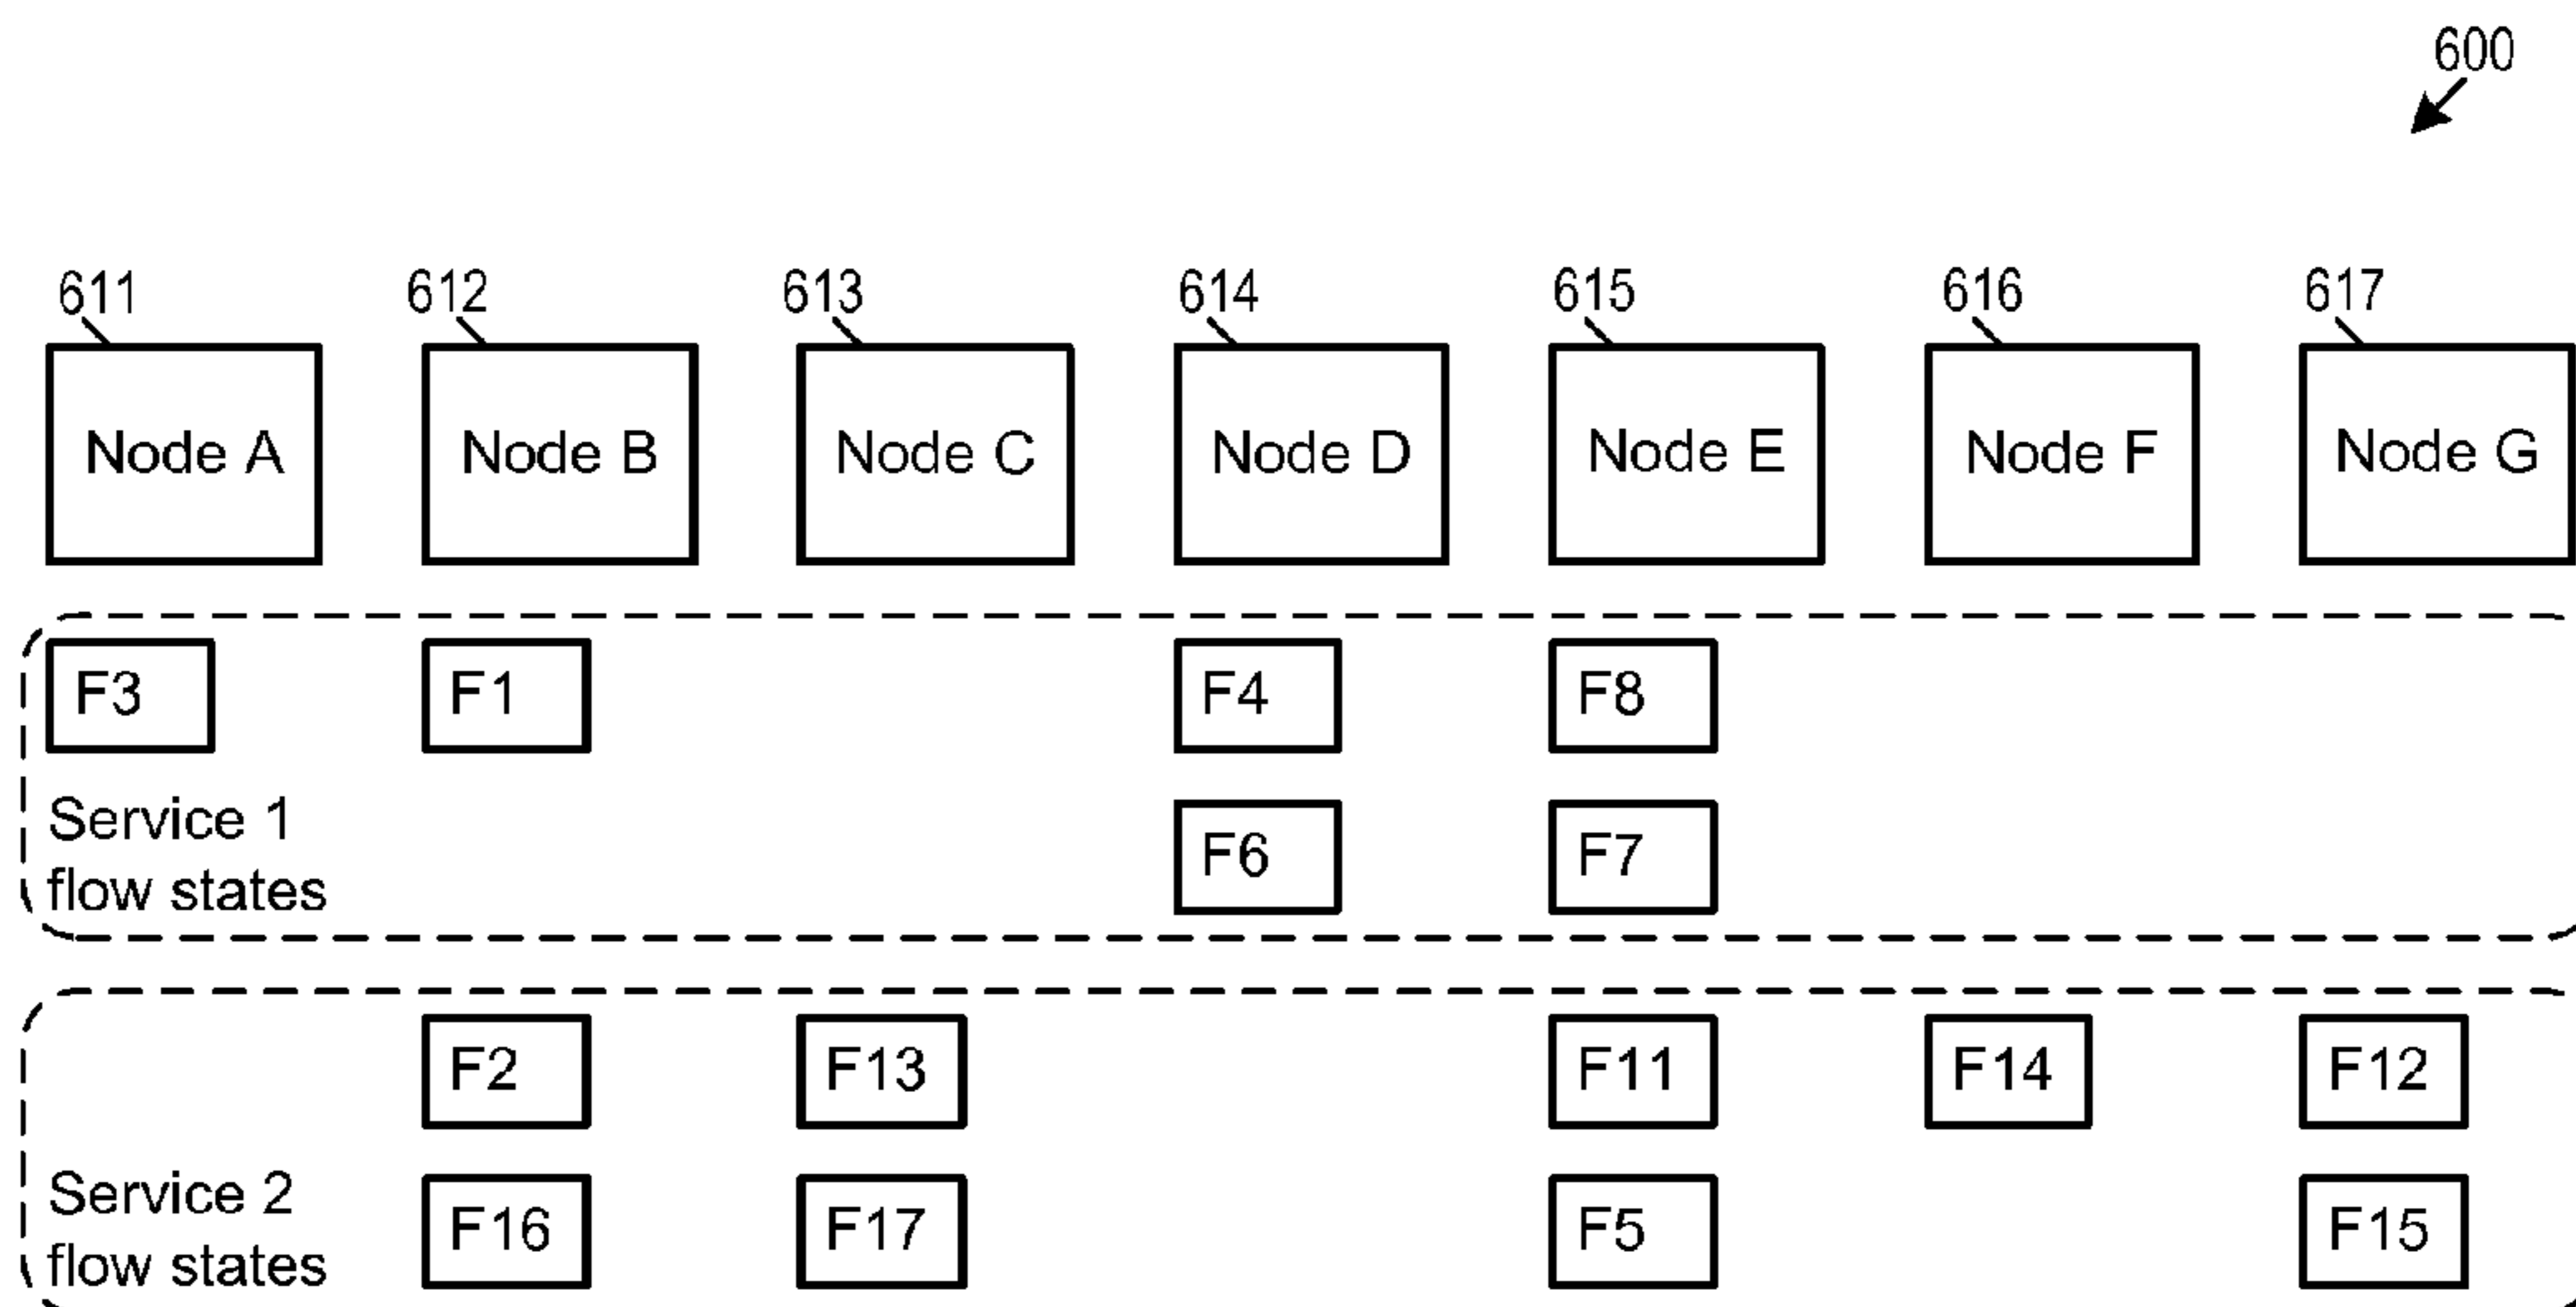 600
611 612 613 614 615 616 617
Node A Node B Node C Node D Node E Node F Node G
F3 F1 F4 F8
Service 1
flow states
F6 F7
F2 F13 F11 F14 F12
Service 2
flow states
F16 F17 F5 F15